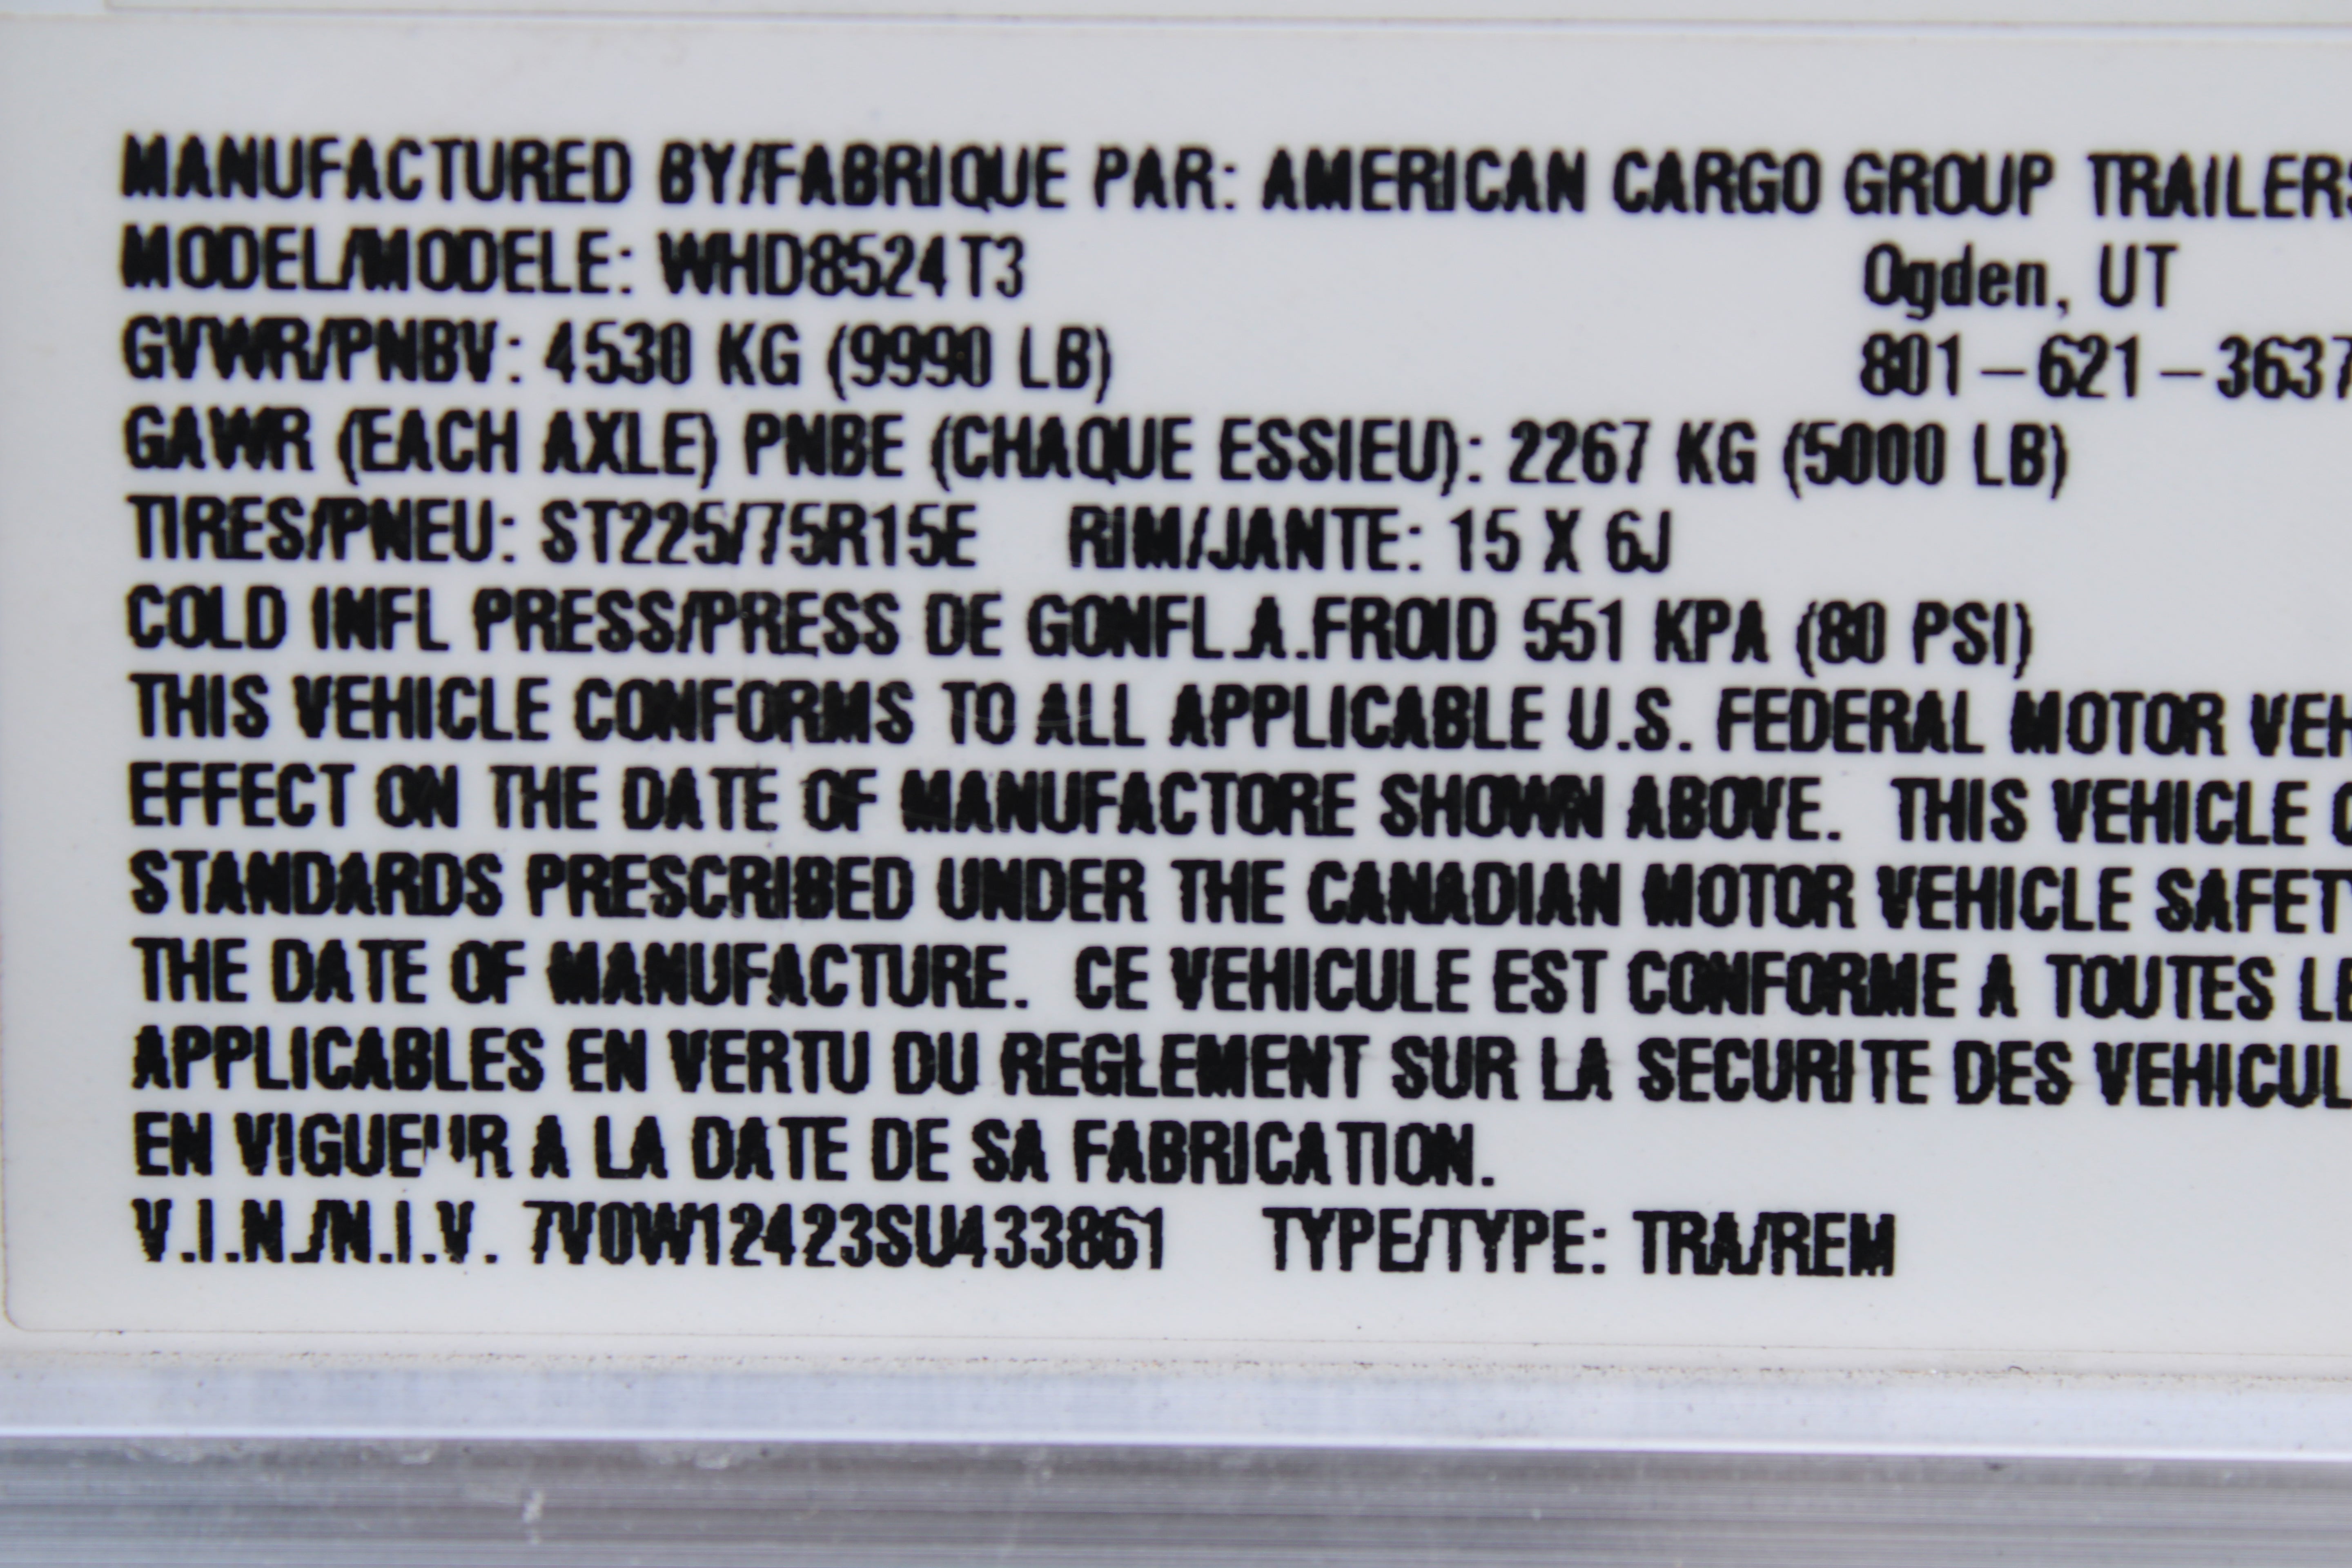 MANUFACTURED BY/FABRIQUE PAR: AMERICAN CARGO GROUP TRAILERS
MODEL/MODELE: WHD8524T3 Ogden, UT
GVWR/PNBV: 4530 KG (9990 LB) 801-621-3637
GAWR (EACH AXLE) PNBE (CHAQUE ESSIEU): 2267 KG (5000 LB)
TIRES/PNEU: ST225/75R15E RIM/JANTE: 15 X 6J
COLD INFL PRESS/PRESS DE GONFL.A.FROID 551 KPA (80 PSI)
THIS VEHICLE CONFORMS TO ALL APPLICABLE U.S. FEDERAL MOTOR VEH
EFFECT ON THE DATE OF MANUFACTORE SHOWN ABOVE. THIS VEHICLE
STANDARDS PRESCRIBED UNDER THE CANADIAN MOTOR VEHICLE SAFETY
THE DATE OF MANUFACTURE. CE VEHICULE EST CONFORME A TOUTES LE
APPLICABLES EN VERTU DU REGLEMENT SUR LA SECURITE DES VEHICUL
EN VIGUEUR A LA DATE DE SA FABRICATION.
V.I.N./N.I.V. 7V0W12423SU433861 TYPE/TYPE: TRA/REM